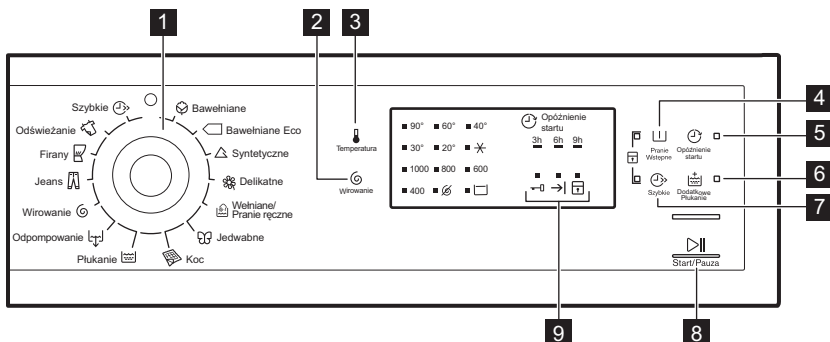 1
2
3
4
5
6
7
8
9
Szybkie
Odświeżanie
Firany
Jeans
Wirowanie
Odpompowanie
Płukanie
Bawełniane
Bawełniane Eco
Syntetyczne
Delikatne
Wełniane/
Pranie ręczne
Jedwabne
Koc
Temperatura
Wirowanie
90° 60° 40°
30° 20°
1000 800 600
400
Opóźnienie
startu
3h 6h 9h
Pranie
Wstępne
Opóźnienie
startu
Szybkie
Dodatkowe
Płukanie
Start/Pauza